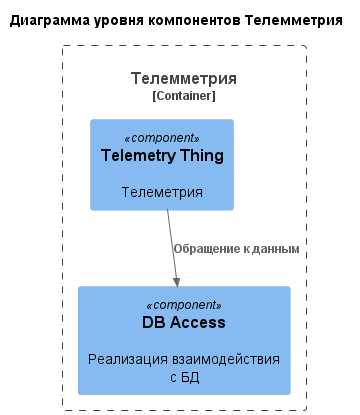 Диаграмма уровня компонентов Телемметрия
Телемметрия
[Container]
«component»
Telemetry Thing
Телеметрия
Обращение к данным
«component»
DB Access
Реализация взаимодействия
с БД